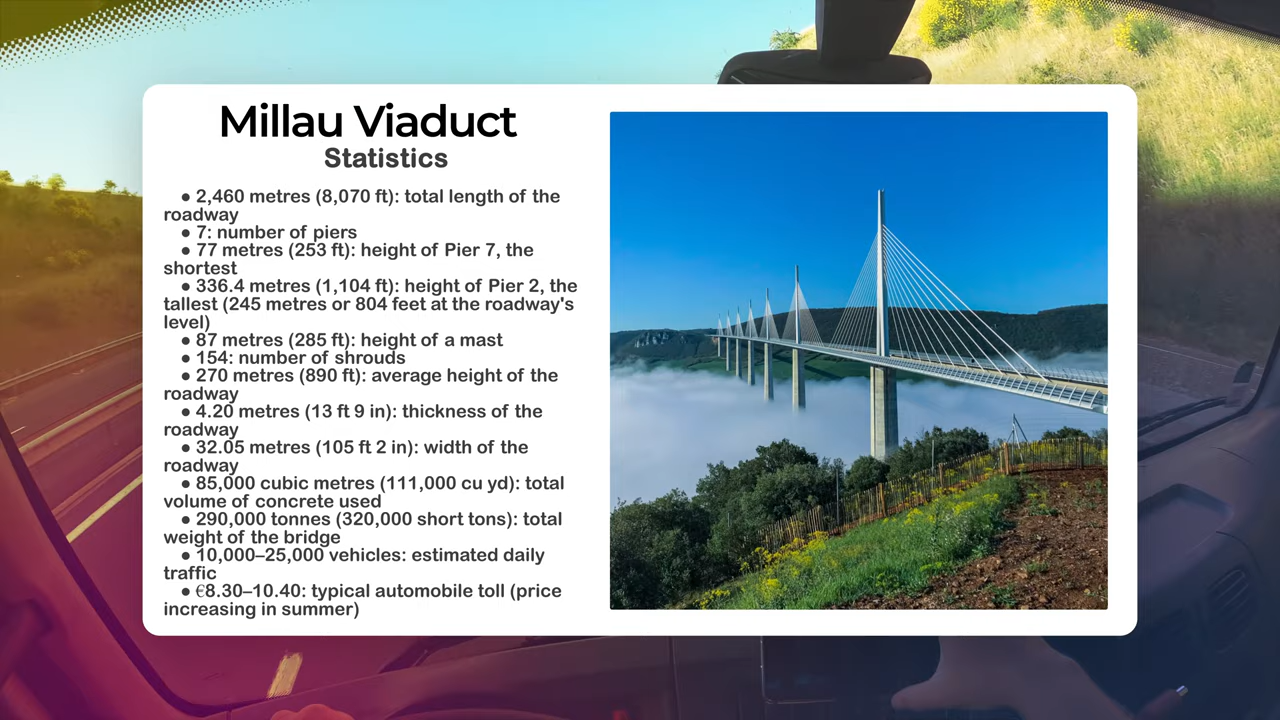 Millau Viaduct
Statistics
● 2,460 metres (8,070 ft): total length of the
roadway
● 7: number of piers
● 77 metres (253 ft): height of Pier 7, the
shortest
● 336.4 metres (1,104 ft): height of Pier 2, the
tallest (245 metres or 804 feet at the roadway's
level)
● 87 metres (285 ft): height of a mast
● 154: number of shrouds
● 270 metres (890 ft): average height of the
roadway
● 4.20 metres (13 ft 9 in): thickness of the
roadway
● 32.05 metres (105 ft 2 in): width of the
roadway
● 85,000 cubic metres (111,000 cu yd): total
volume of concrete used
● 290,000 tonnes (320,000 short tons): total
weight of the bridge
● 10,000–25,000 vehicles: estimated daily
traffic
● €8.30–10.40: typical automobile toll (price
increasing in summer)